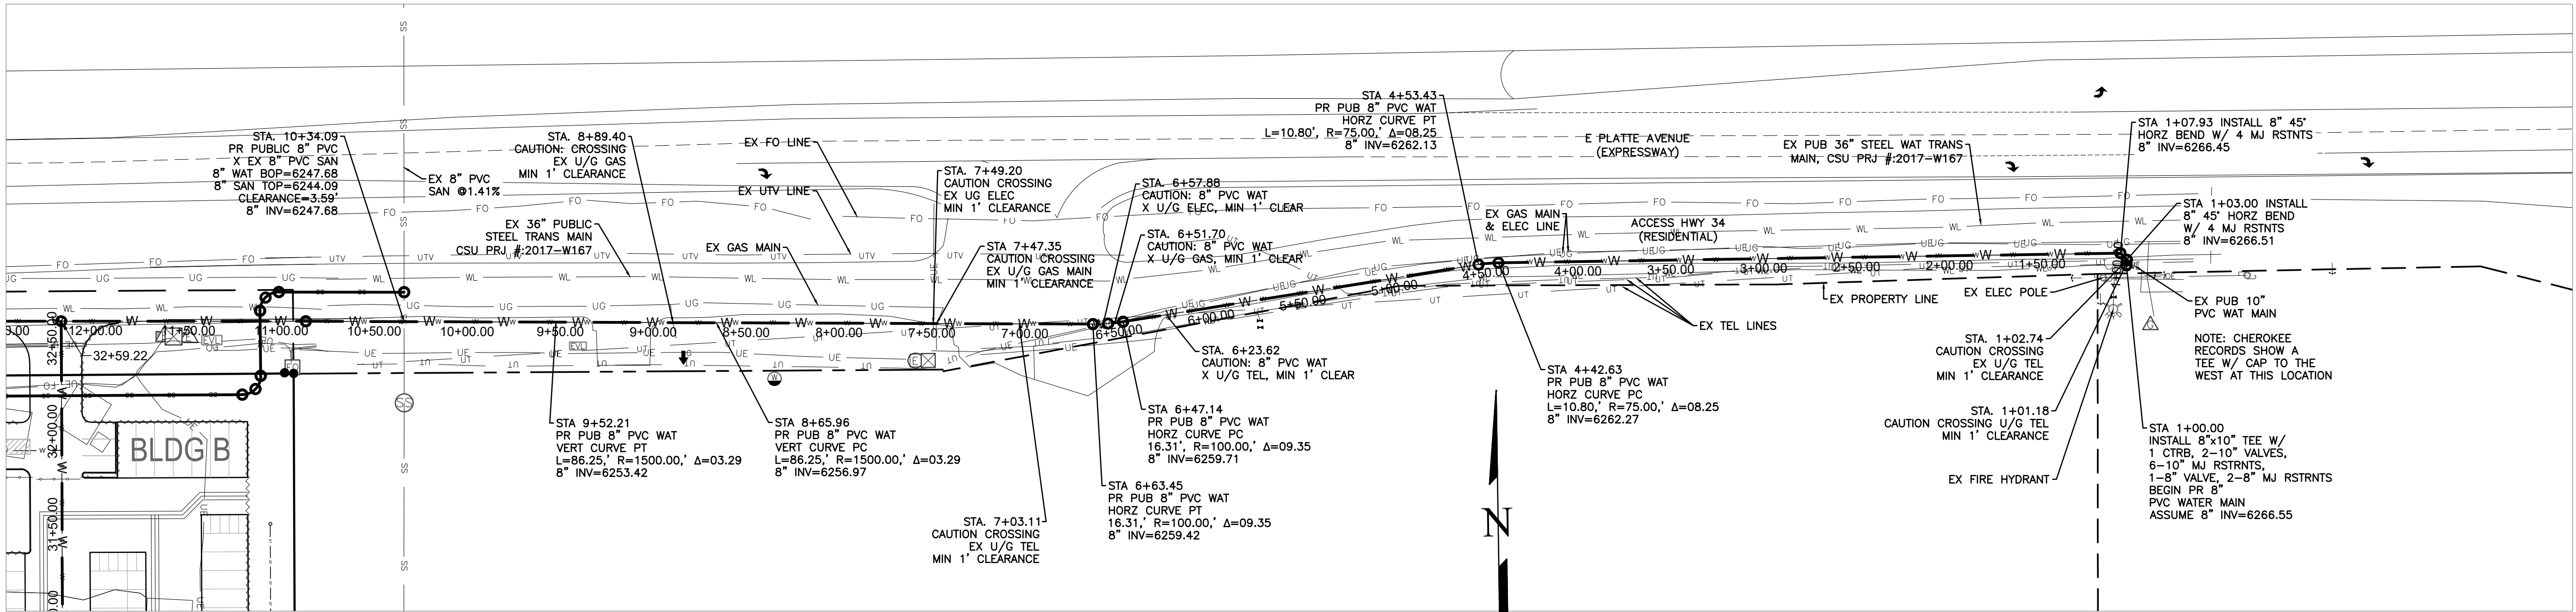 STA. 10+34.09
PR PUBLIC 8" PVC
X EX 8" PVC SAN
8" WAT BOP=6247.68
8" SAN TOP=6244.09
CLEARANCE=3.59'
8" INV=6247.68
EX 8" PVC
SAN @1.41%
STA. 8+89.40
CAUTION: CROSSING
EX U/G GAS
MIN 1' CLEARANCE
EX 36" PUBLIC
STEEL TRANS MAIN
CSU PRJ #:2017-W167
EX FO LINE
EX UTV LINE
EX GAS MAIN
STA. 7+49.20
CAUTION CROSSING
EX UG ELEC
MIN 1' CLEARANCE
STA 7+47.35
CAUTION CROSSING
EX U/G GAS MAIN
MIN 1' CLEARANCE
STA. 6+57.88
CAUTION: 8" PVC WAT
X U/G ELEC, MIN 1' CLEAR
STA. 6+51.70
CAUTION: 8" PVC WAT
X U/G GAS, MIN 1' CLEAR
STA 4+53.43
PR PUB 8" PVC WAT
HORZ CURVE PT
L=10.80', R=75.00,' Δ=08.25
8" INV=6262.13
EX GAS MAIN
& ELEC LINE
E PLATTE AVENUE
(EXPRESSWAY)
ACCESS HWY 34
(RESIDENTIAL)
EX PUB 36" STEEL WAT TRANS
MAIN, CSU PRJ #:2017-W167
STA 1+07.93 INSTALL 8" 45°
HORZ BEND W/ 4 MJ RSTNTS
8" INV=6266.45
STA 1+03.00 INSTALL
8" 45° HORZ BEND
W/ 4 MJ RSTNTS
8" INV=6266.51
12+00.00
11+50.00
11+00.00
10+50.00
10+00.00
9+50.00
9+00.00
8+50.00
8+00.00
7+50.00
7+00.00
6+50.00
6+00.00
5+50.00
5+00.00
4+50.00
4+00.00
3+50.00
3+00.00
2+50.00
2+00.00
1+50.00
32+59.22
32+50.00
32+00.00
31+50.00
BLDG B
EX PROPERTY LINE
EX TEL LINES
EX ELEC POLE
EX PUB 10"
PVC WAT MAIN
NOTE: CHEROKEE
RECORDS SHOW A
TEE W/ CAP TO THE
WEST AT THIS LOCATION
STA. 1+02.74
CAUTION CROSSING
EX U/G TEL
MIN 1' CLEARANCE
STA. 1+01.18
CAUTION CROSSING U/G TEL
MIN 1' CLEARANCE
EX FIRE HYDRANT
STA 1+00.00
INSTALL 8"x10" TEE W/
1 CTRB, 2-10" VALVES,
6-10" MJ RSTRNTS,
1-8" VALVE, 2-8" MJ RSTRNTS
BEGIN PR 8"
PVC WATER MAIN
ASSUME 8" INV=6266.55
STA 9+52.21
PR PUB 8" PVC WAT
VERT CURVE PT
L=86.25,' R=1500.00,' Δ=03.29
8" INV=6253.42
STA 8+65.96
PR PUB 8" PVC WAT
VERT CURVE PC
L=86.25,' R=1500.00,' Δ=03.29
8" INV=6256.97
STA. 7+03.11
CAUTION CROSSING
EX U/G TEL
MIN 1' CLEARANCE
STA 6+63.45
PR PUB 8" PVC WAT
HORZ CURVE PT
16.31,' R=100.00,' Δ=09.35
8" INV=6259.42
STA 6+47.14
PR PUB 8" PVC WAT
HORZ CURVE PC
16.31', R=100.00,' Δ=09.35
8" INV=6259.71
STA. 6+23.62
CAUTION: 8" PVC WAT
X U/G TEL, MIN 1' CLEAR
STA 4+42.63
PR PUB 8" PVC WAT
HORZ CURVE PC
L=10.80,' R=75.00,' Δ=08.25
8" INV=6262.27
N